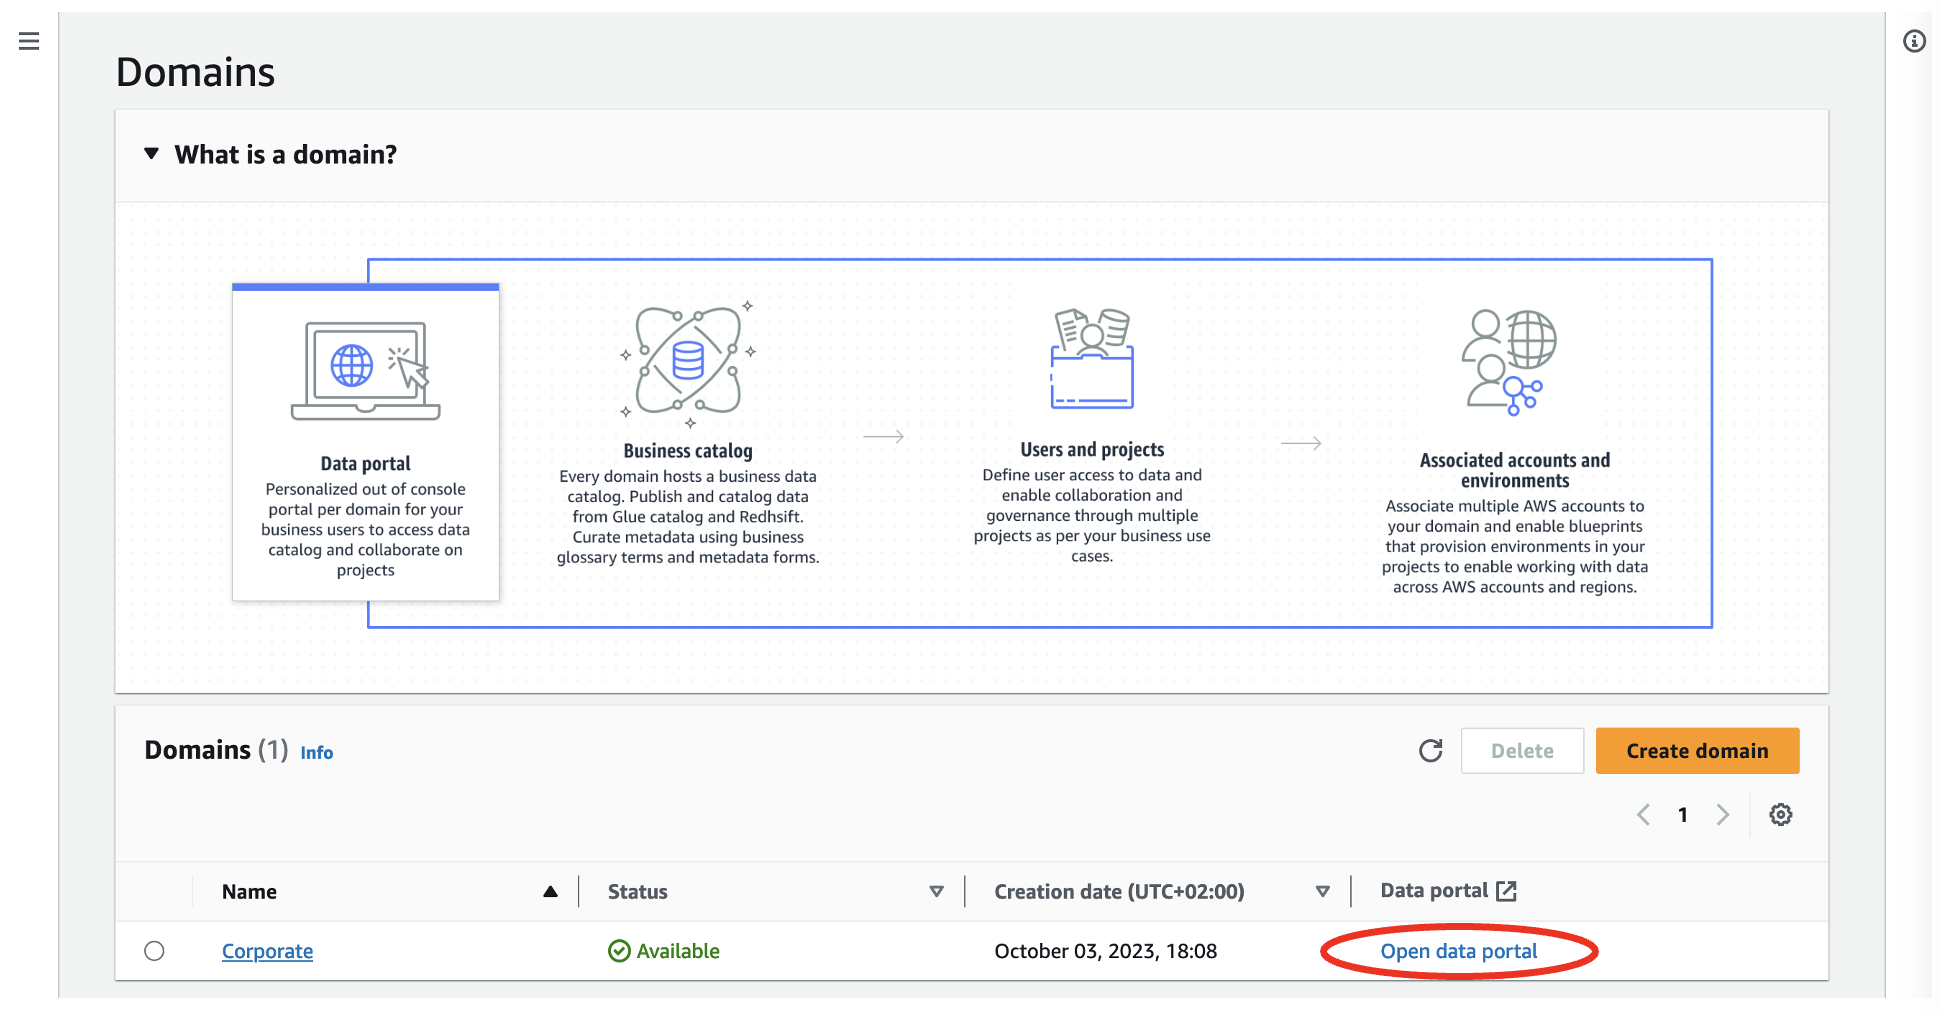 Domains
What is a domain?
Data portal
Personalized out of console
portal per domain for your
business users to access data
catalog and collaborate on
projects
Business catalog
Every domain hosts a business data
catalog. Publish and catalog data
from Glue catalog and Redhsift.
Curate metadata using business
glossary terms and metadata forms.
Users and projects
Define user access to data and
enable collaboration and
governance through multiple
projects as per your business use
cases.
Associated accounts and
environments
Associate multiple AWS accounts to
your domain and enable blueprints
that provision environments in your
projects to enable working with data
across AWS accounts and regions.
Domains (1) Info
Delete
Create domain
1
Name Status Creation date (UTC+02:00) Data portal
Corporate Available October 03, 2023, 18:08 Open data portal